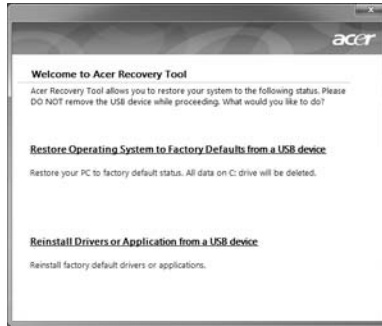 acer
Welcome to Acer Recovery Tool
Acer Recovery Tool allows you to restore your system to the following status. Please
DO NOT remove the USB device while proceeding. What would you like to do?
Restore Operating System to Factory Defaults from a USB device
Restore your PC to factory default status. All data on C: drive will be deleted.
Reinstall Drivers or Application from a USB device
Reinstall factory default drivers or applications.